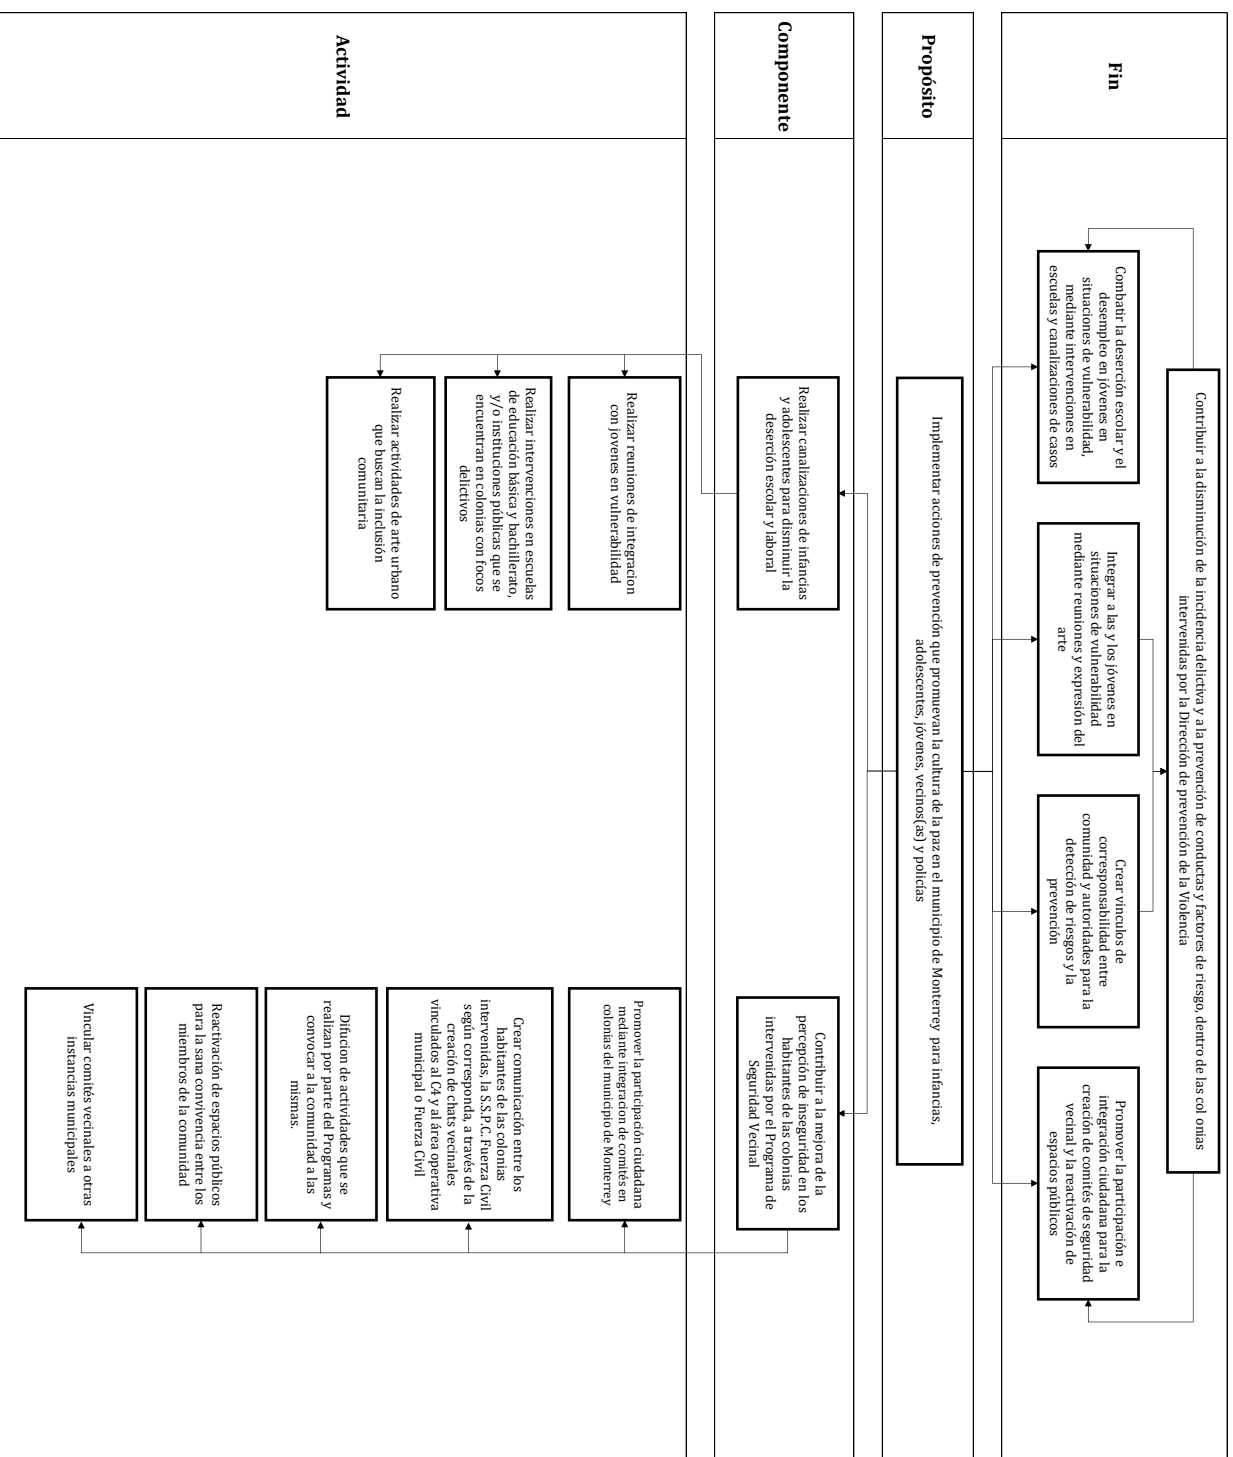 Fin
Contribuir a la disminución de la incidencia delictiva y a la prevención de conductas y factores de riesgo, dentro de las col onias
intervenidas por la Dirección de prevención de la Violencia
Combatir la deserción escolar y el
desempleo en jóvenes en
situaciones de vulnerabilidad,
mediante intervenciones en
escuelas y canalizaciones de casos
Integrar a las y los jóvenes en
situaciones de vulnerabilidad
mediante reuniones y expresión del
arte
Crear vinculos de
corresponsabilidad entre
comunidad y autoridades para la
detección de riesgos y la
prevención
Promover la participación e
integración ciudadana para la
creación de comités de seguridad
vecinal y la reactivación de
espacios públicos
Propósito
Implementar acciones de prevención que promuevan la cultura de la paz en el municipio de Monterrey para infancias,
adolescentes, jóvenes, vecinos(as) y policías
Componente
Realizar canalizaciones de infancias
y adolescentes para disminuir la
deserción escolar y laboral
Contribuir a la mejora de la
percepción de inseguridad en los
habitantes de las colonias
intervenidas por el Programa de
Seguridad Vecinal
Actividad
Realizar reuniones de integracion
con jovenes en vulnerabilidad
Realizar intervenciones en escuelas
de educación básica y bachillerato,
y/o instituciones públicas que se
encuentran en colonias con focos
delictivos
Realizar actividades de arte urbano
que buscan la inclusión
comunitaria
Promover la participación ciudadana
mediante integracion de comités en
colonias del municipio de Monterrey
Crear comunicación entre los
habitantes de las colonias
intervenidas, la S.S.P.C. Fuerza Civil
según corresponda, a través de la
creación de chats vecinales
vinculados al C4 y al área operativa
municipal o Fuerza Civil
Difucion de actividades que se
realizan por parte del Programas y
convocar a la comunidad a las
mismas.
Reactivación de espacios públicos
para la sana convivencia entre los
miembros de la comunidad
Vincular comités vecinales a otras
instancias municipales